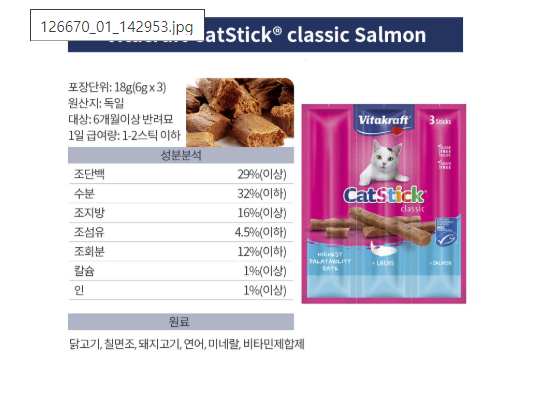 126670_01_142953.jpg
CatStick® classic Salmon
포장단위: 18g(6g x 3)
원산지: 독일
대상: 6개월이상 반려묘
1일 급여량: 1-2스틱 이하
성분분석
조단백 29%(이상)
수분 32%(이하)
조지방 16%(이상)
조섬유 4.5%(이하)
조회분 12%(이하)
칼슘 1%(이상)
인 1%(이상)
원료
닭고기, 칠면조, 돼지고기, 연어, 미네랄, 비타민제합제
Vitakraft
3 Sticks
CatStick
classic
HIGHEST
PALATABILITY
+ LACHS
+ SALMON